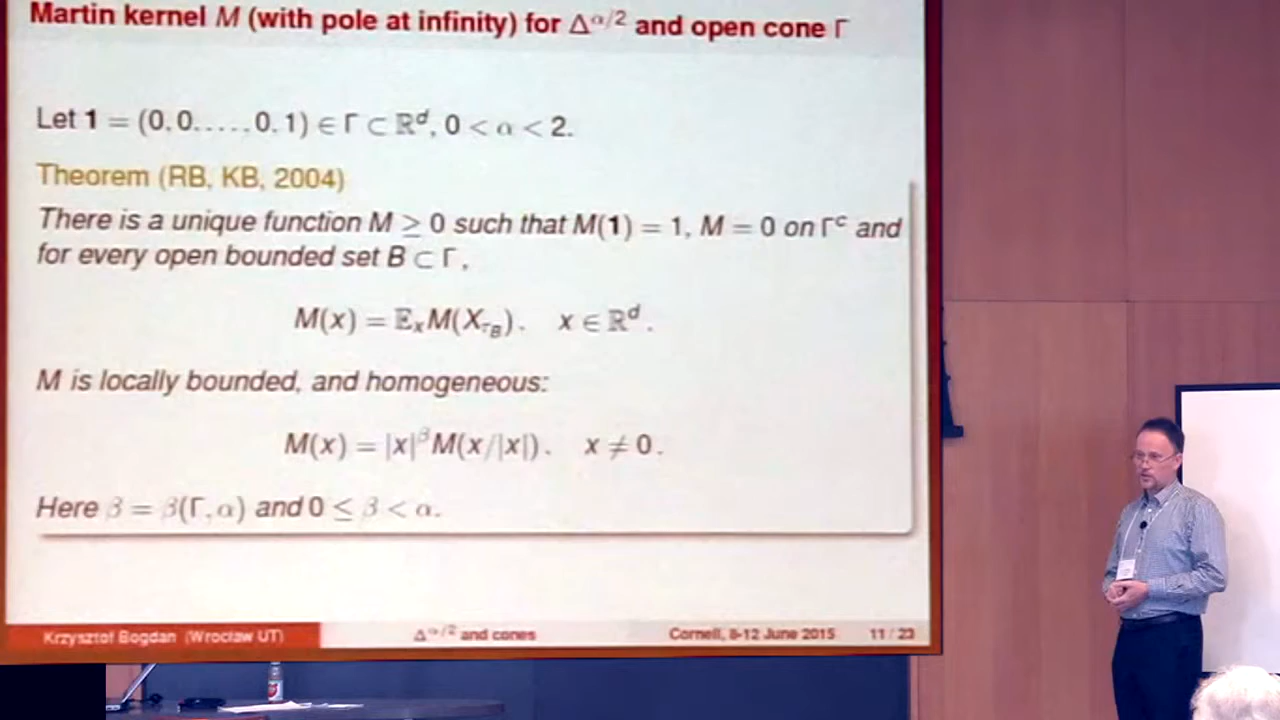 Martin kernel M (with pole at infinity) for Δ^{α/2} and open cone Γ
Let 1 = (0, 0, . . . , 0, 1) ∈ Γ ⊂ ℝ^d, 0 < α < 2.
Theorem (RB, KB, 2004)
There is a unique function M ≥ 0 such that M(1) = 1, M = 0 on Γ^c and
for every open bounded set B ⊂ Γ,
M(x) = 𝔼_x M(X_{τ_B}), x ∈ ℝ^d.
M is locally bounded, and homogeneous:
M(x) = |x|^β M(x/|x|), x ≠ 0.
Here β = β(Γ, α) and 0 ≤ β < α.
Krzysztof Bogdan (Wrocław UT) Δ^{α/2} and cones Cornell, 8-12 June 2015 11 / 23